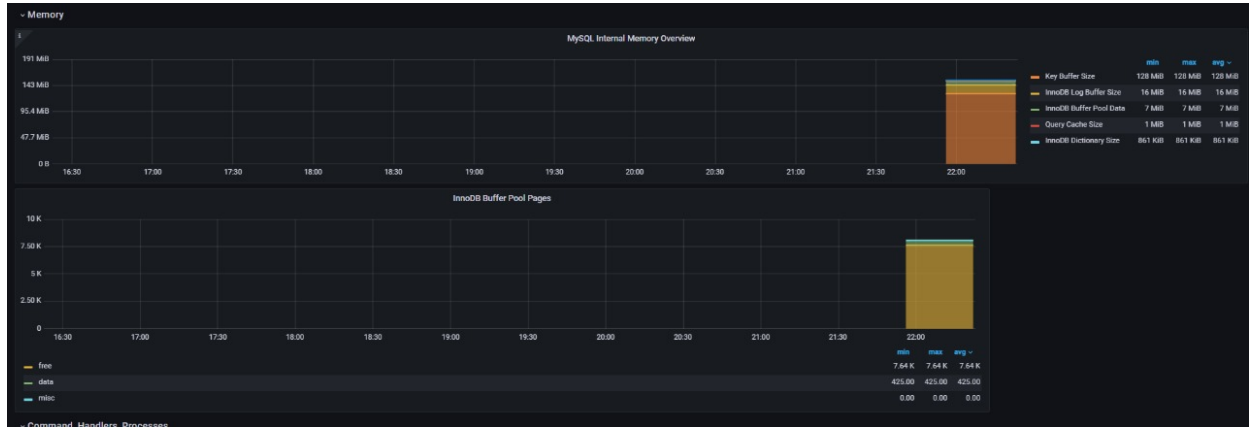 Memory
i
MySQL Internal Memory Overview
191 MiB
143 MiB
95.4 MiB
47.7 MiB
0 B
16:30 17:00 17:30 18:00 18:30 19:00 19:30 20:00 20:30 21:00 21:30 22:00
min max avg
Key Buffer Size 128 MiB 128 MiB 128 MiB
InnoDB Log Buffer Size 16 MiB 16 MiB 16 MiB
InnoDB Buffer Pool Data 7 MiB 7 MiB 7 MiB
Query Cache Size 1 MiB 1 MiB 1 MiB
InnoDB Dictionary Size 861 KiB 861 KiB 861 KiB
InnoDB Buffer Pool Pages
10 K
7.50 K
5 K
2.50 K
0
16:30 17:00 17:30 18:00 18:30 19:00 19:30 20:00 20:30 21:00 21:30 22:00
min max avg
free 7.64 K 7.64 K 7.64 K
data 425.00 425.00 425.00
misc 0.00 0.00 0.00
Command, Handlers, Processes